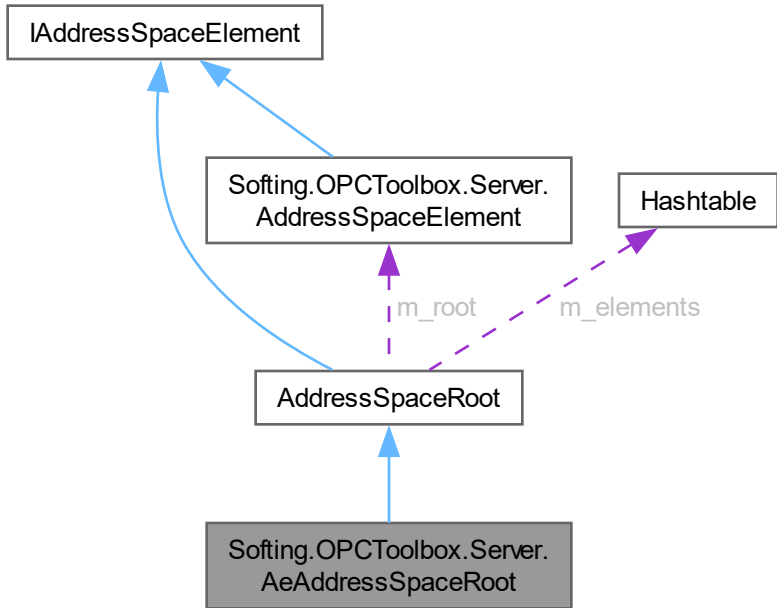 IAddressSpaceElement
Softing.OPCToolbox.Server.
AddressSpaceElement
Hashtable
m_root
m_elements
AddressSpaceRoot
Softing.OPCToolbox.Server.
AeAddressSpaceRoot